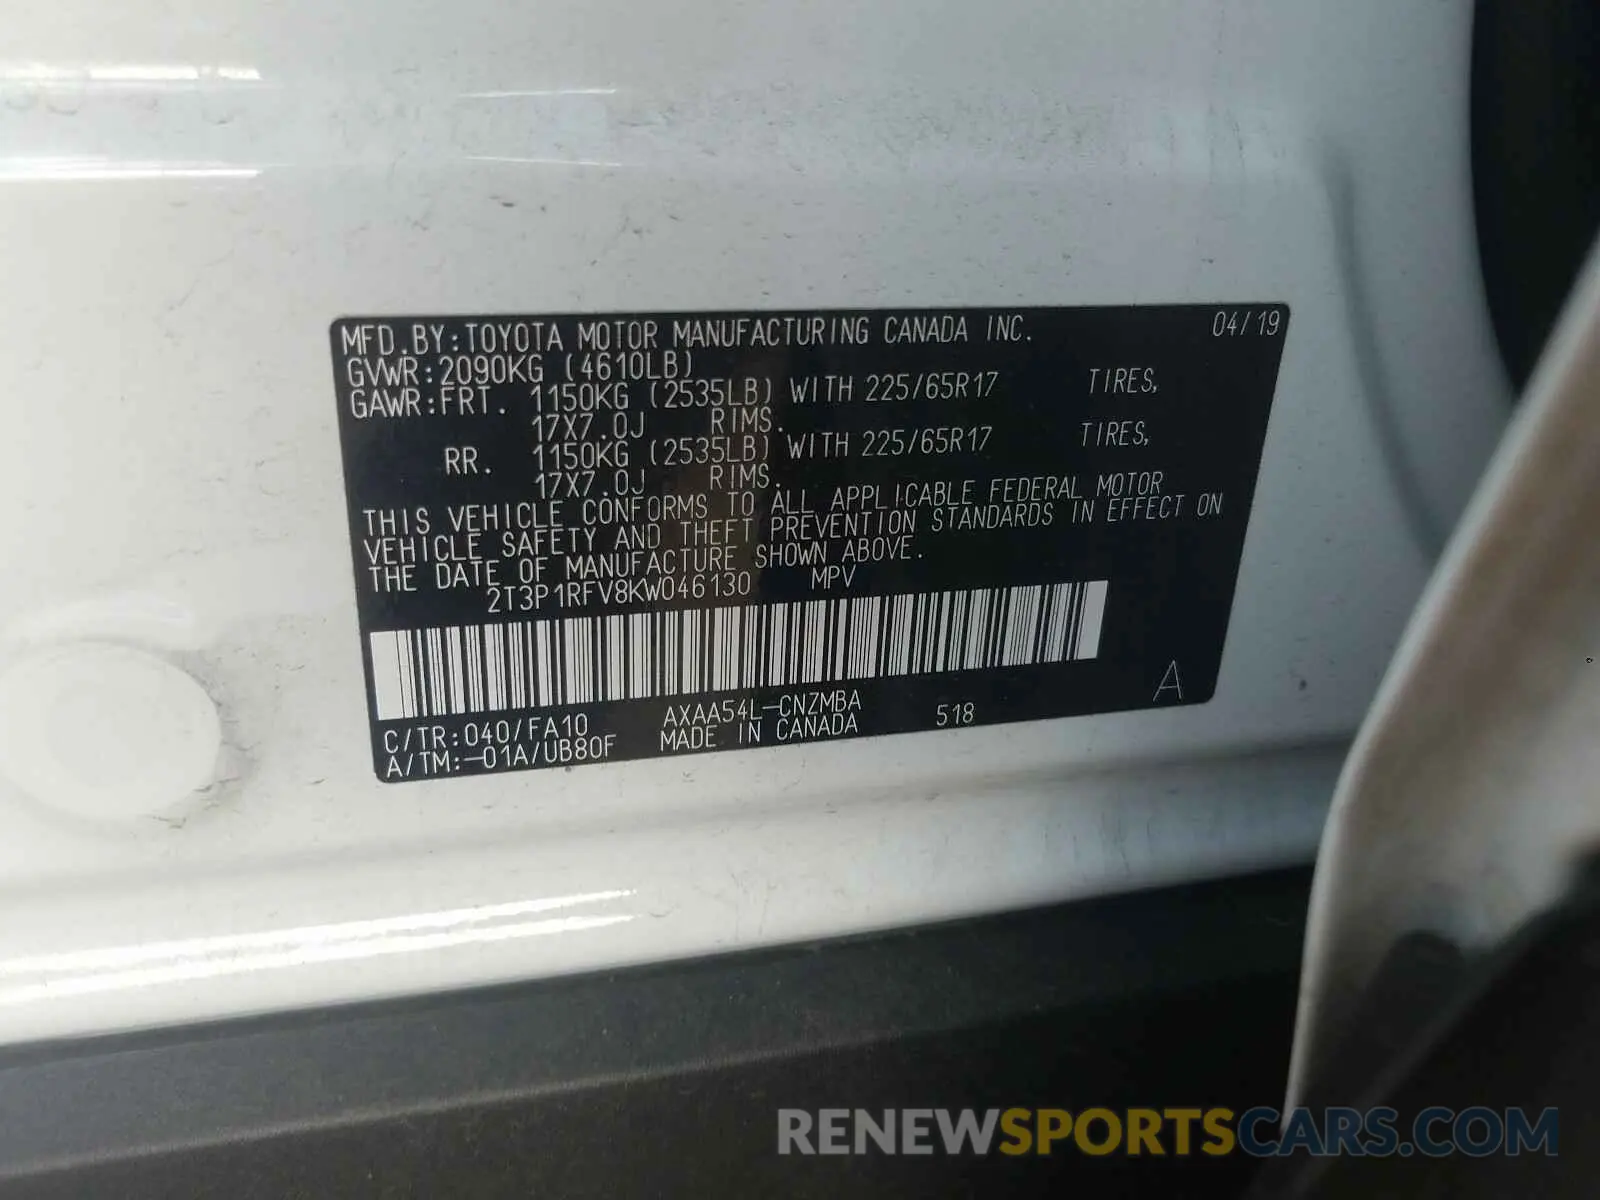 MFD.BY:TOYOTA MOTOR MANUFACTURING CANADA INC. 04/19
GVWR:2090KG (4610LB)
GAWR:FRT. 1150KG (2535LB) WITH 225/65R17 TIRES,
17X7.0J RIMS.
RR. 1150KG (2535LB) WITH 225/65R17 TIRES,
17X7.0J RIMS.
THIS VEHICLE CONFORMS TO ALL APPLICABLE FEDERAL MOTOR
VEHICLE SAFETY AND THEFT PREVENTION STANDARDS IN EFFECT ON
THE DATE OF MANUFACTURE SHOWN ABOVE.
2T3P1RFV8KW046130 MPV
A
C/TR:040/FA10 AXAA54L-CNZMBA 518
A/TM:-01A/UB80F MADE IN CANADA
RENEWSPORTSCARS.COM